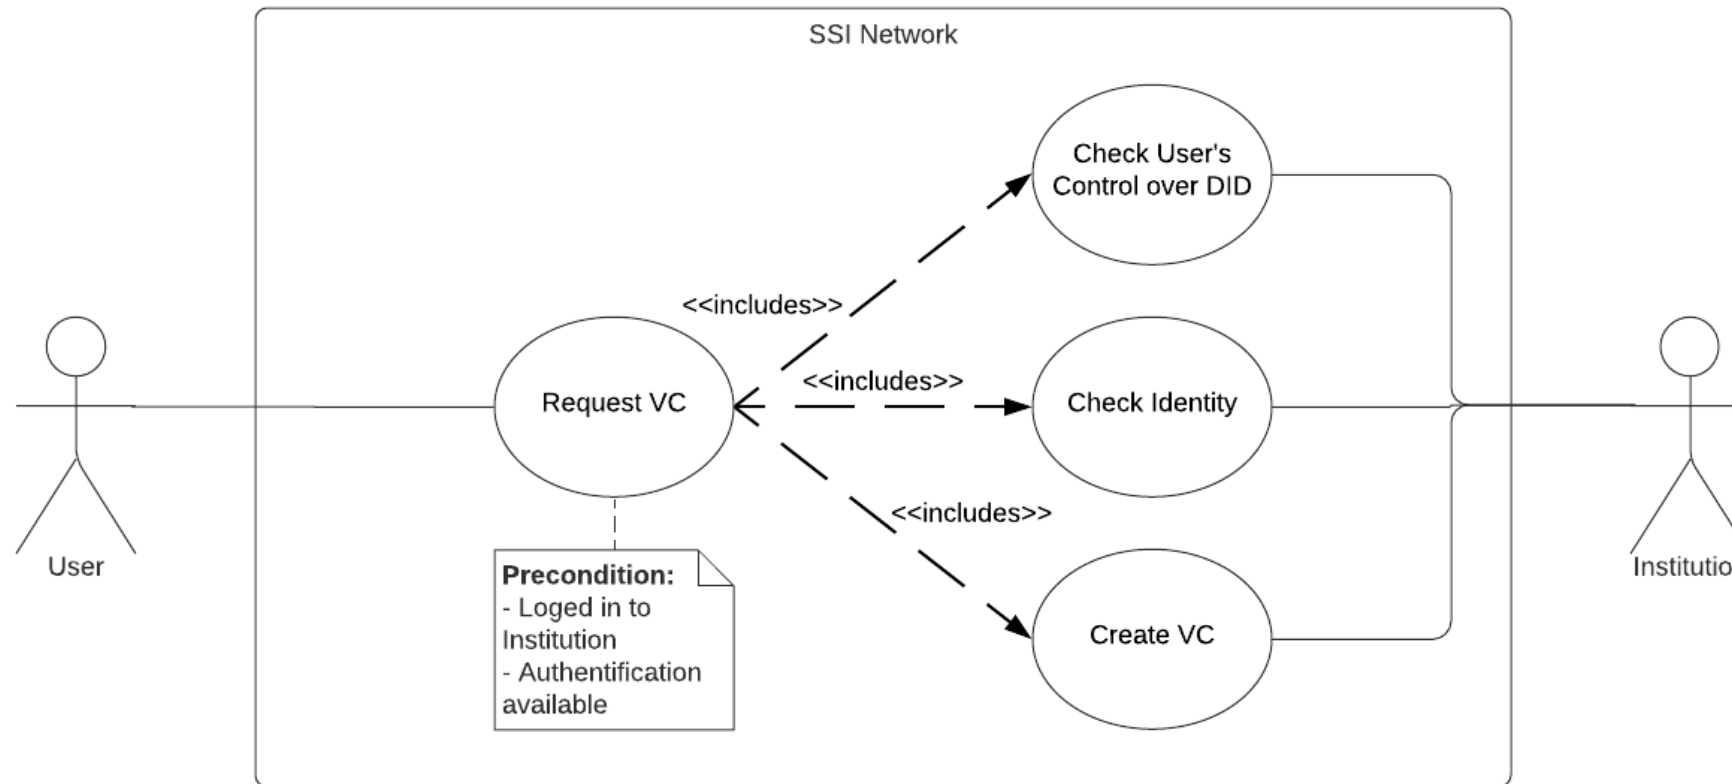 SSI Network
Check User's
Control over DID
<<includes>>
<<includes>>
Request VC
Check Identity
<<includes>>
User
Institutio
Precondition:
- Loged in to
Institution
- Authentification
available
Create VC